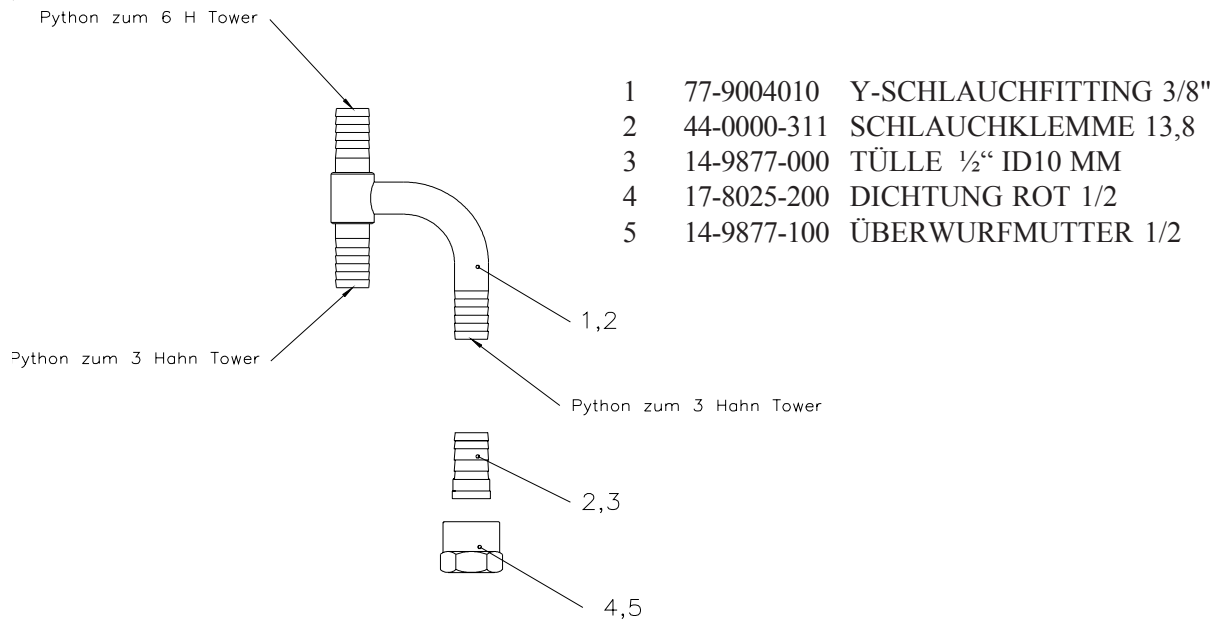 Python zum 6 H Tower
1 77-9004010 Y-SCHLAUCHFITTING 3/8"
2 44-0000-311 SCHLAUCHKLEMME 13,8
3 14-9877-000 TÜLLE ½“ ID10 MM
4 17-8025-200 DICHTUNG ROT 1/2
5 14-9877-100 ÜBERWURFMUTTER 1/2
1,2
Python zum 3 Hahn Tower
Python zum 3 Hahn Tower
2,3
4,5